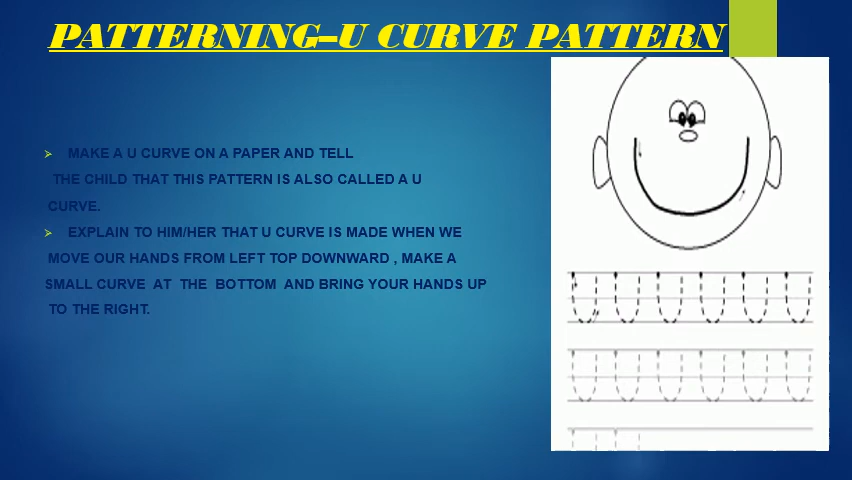 PATTERNING–U CURVE PATTERN
MAKE A U CURVE ON A PAPER AND TELL
THE CHILD THAT THIS PATTERN IS ALSO CALLED A U
CURVE.
EXPLAIN TO HIM/HER THAT U CURVE IS MADE WHEN WE
MOVE OUR HANDS FROM LEFT TOP DOWNWARD , MAKE A
SMALL CURVE AT THE BOTTOM AND BRING YOUR HANDS UP
TO THE RIGHT.